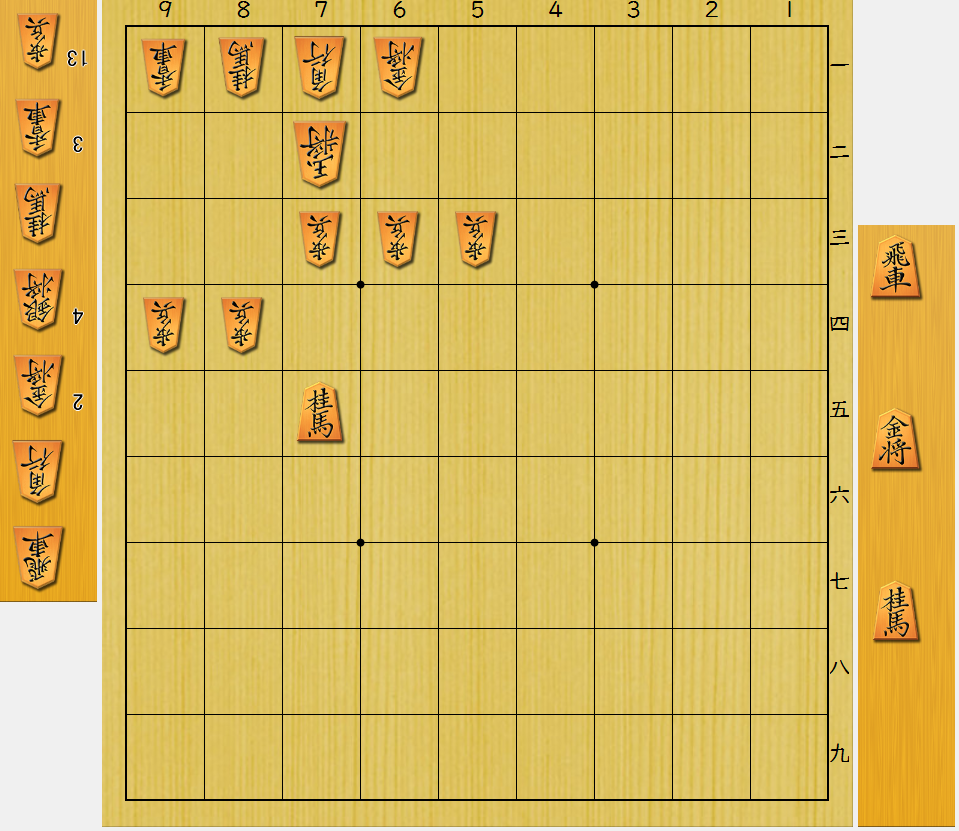 9 8 7 6 5 4 3 2 1
歩兵 13
香車 3
桂馬
銀将 4
金将 2
角行
飛車
香車 桂馬 角行 金将 一
玉将 二
歩兵 歩兵 歩兵 三
歩兵 歩兵 四
桂馬 五
六
七
八
九
飛車
金将
桂馬